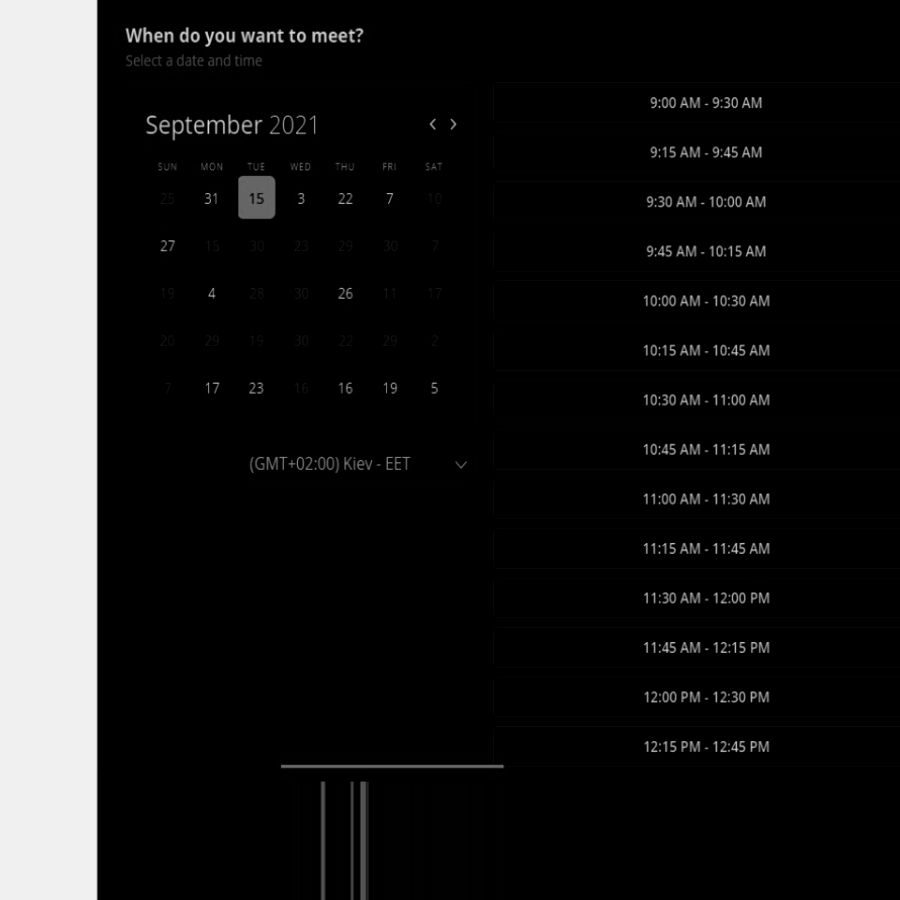 When do you want to meet?
Select a date and time
September 2021
SUN MON TUE WED THU FRI SAT
25 31 15 3 22 7 10
27 15 30 23 29 30 7
19 4 28 30 26 11 17
20 29 19 30 22 29 2
7 17 23 16 16 19 5
(GMT+02:00) Kiev - EET
9:00 AM - 9:30 AM
9:15 AM - 9:45 AM
9:30 AM - 10:00 AM
9:45 AM - 10:15 AM
10:00 AM - 10:30 AM
10:15 AM - 10:45 AM
10:30 AM - 11:00 AM
10:45 AM - 11:15 AM
11:00 AM - 11:30 AM
11:15 AM - 11:45 AM
11:30 AM - 12:00 PM
11:45 AM - 12:15 PM
12:00 PM - 12:30 PM
12:15 PM - 12:45 PM